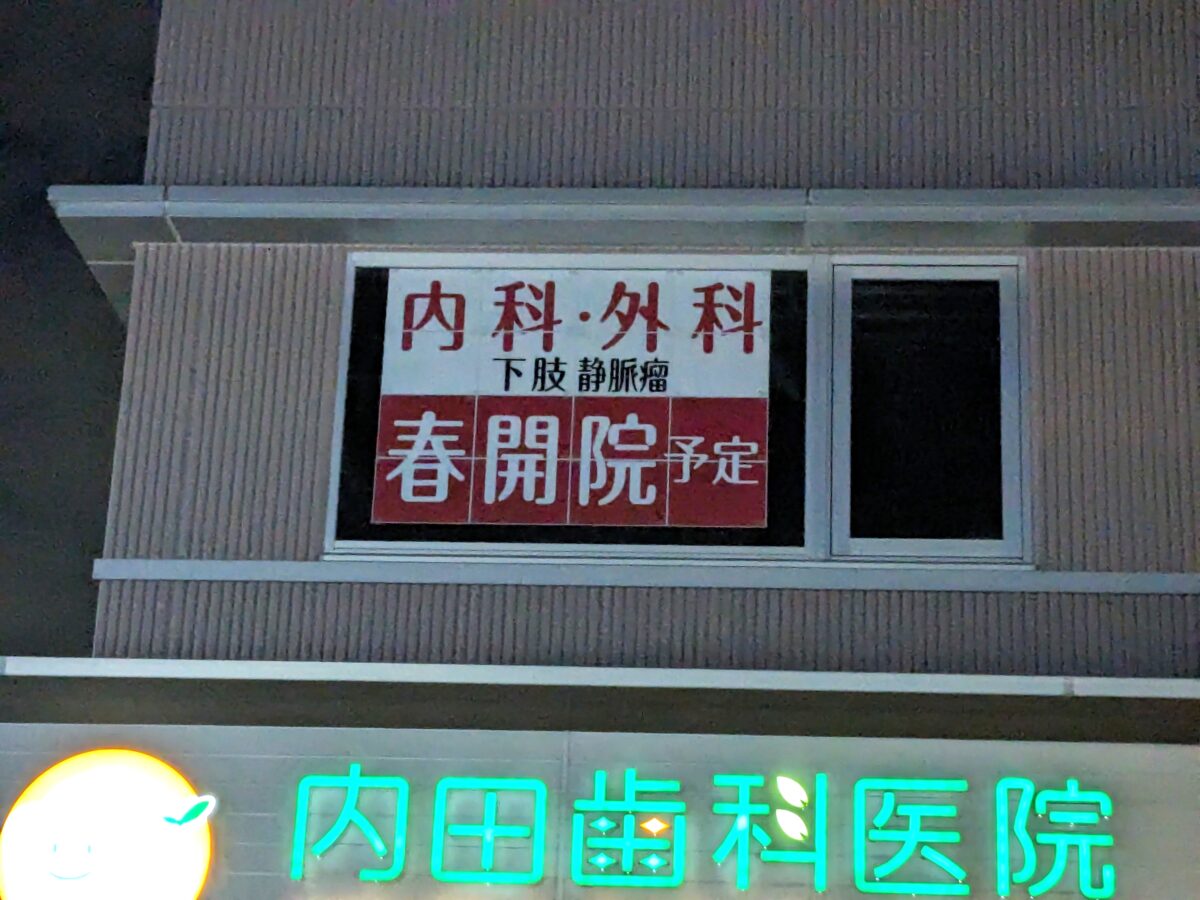 内科・外科
下肢静脈瘤
春開院予定
内田歯科医院